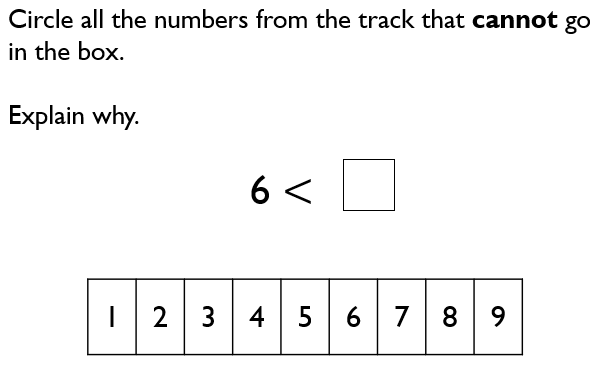 Circle all the numbers from the track that cannot go
in the box.
Explain why.
6 <
1 2 3 4 5 6 7 8 9